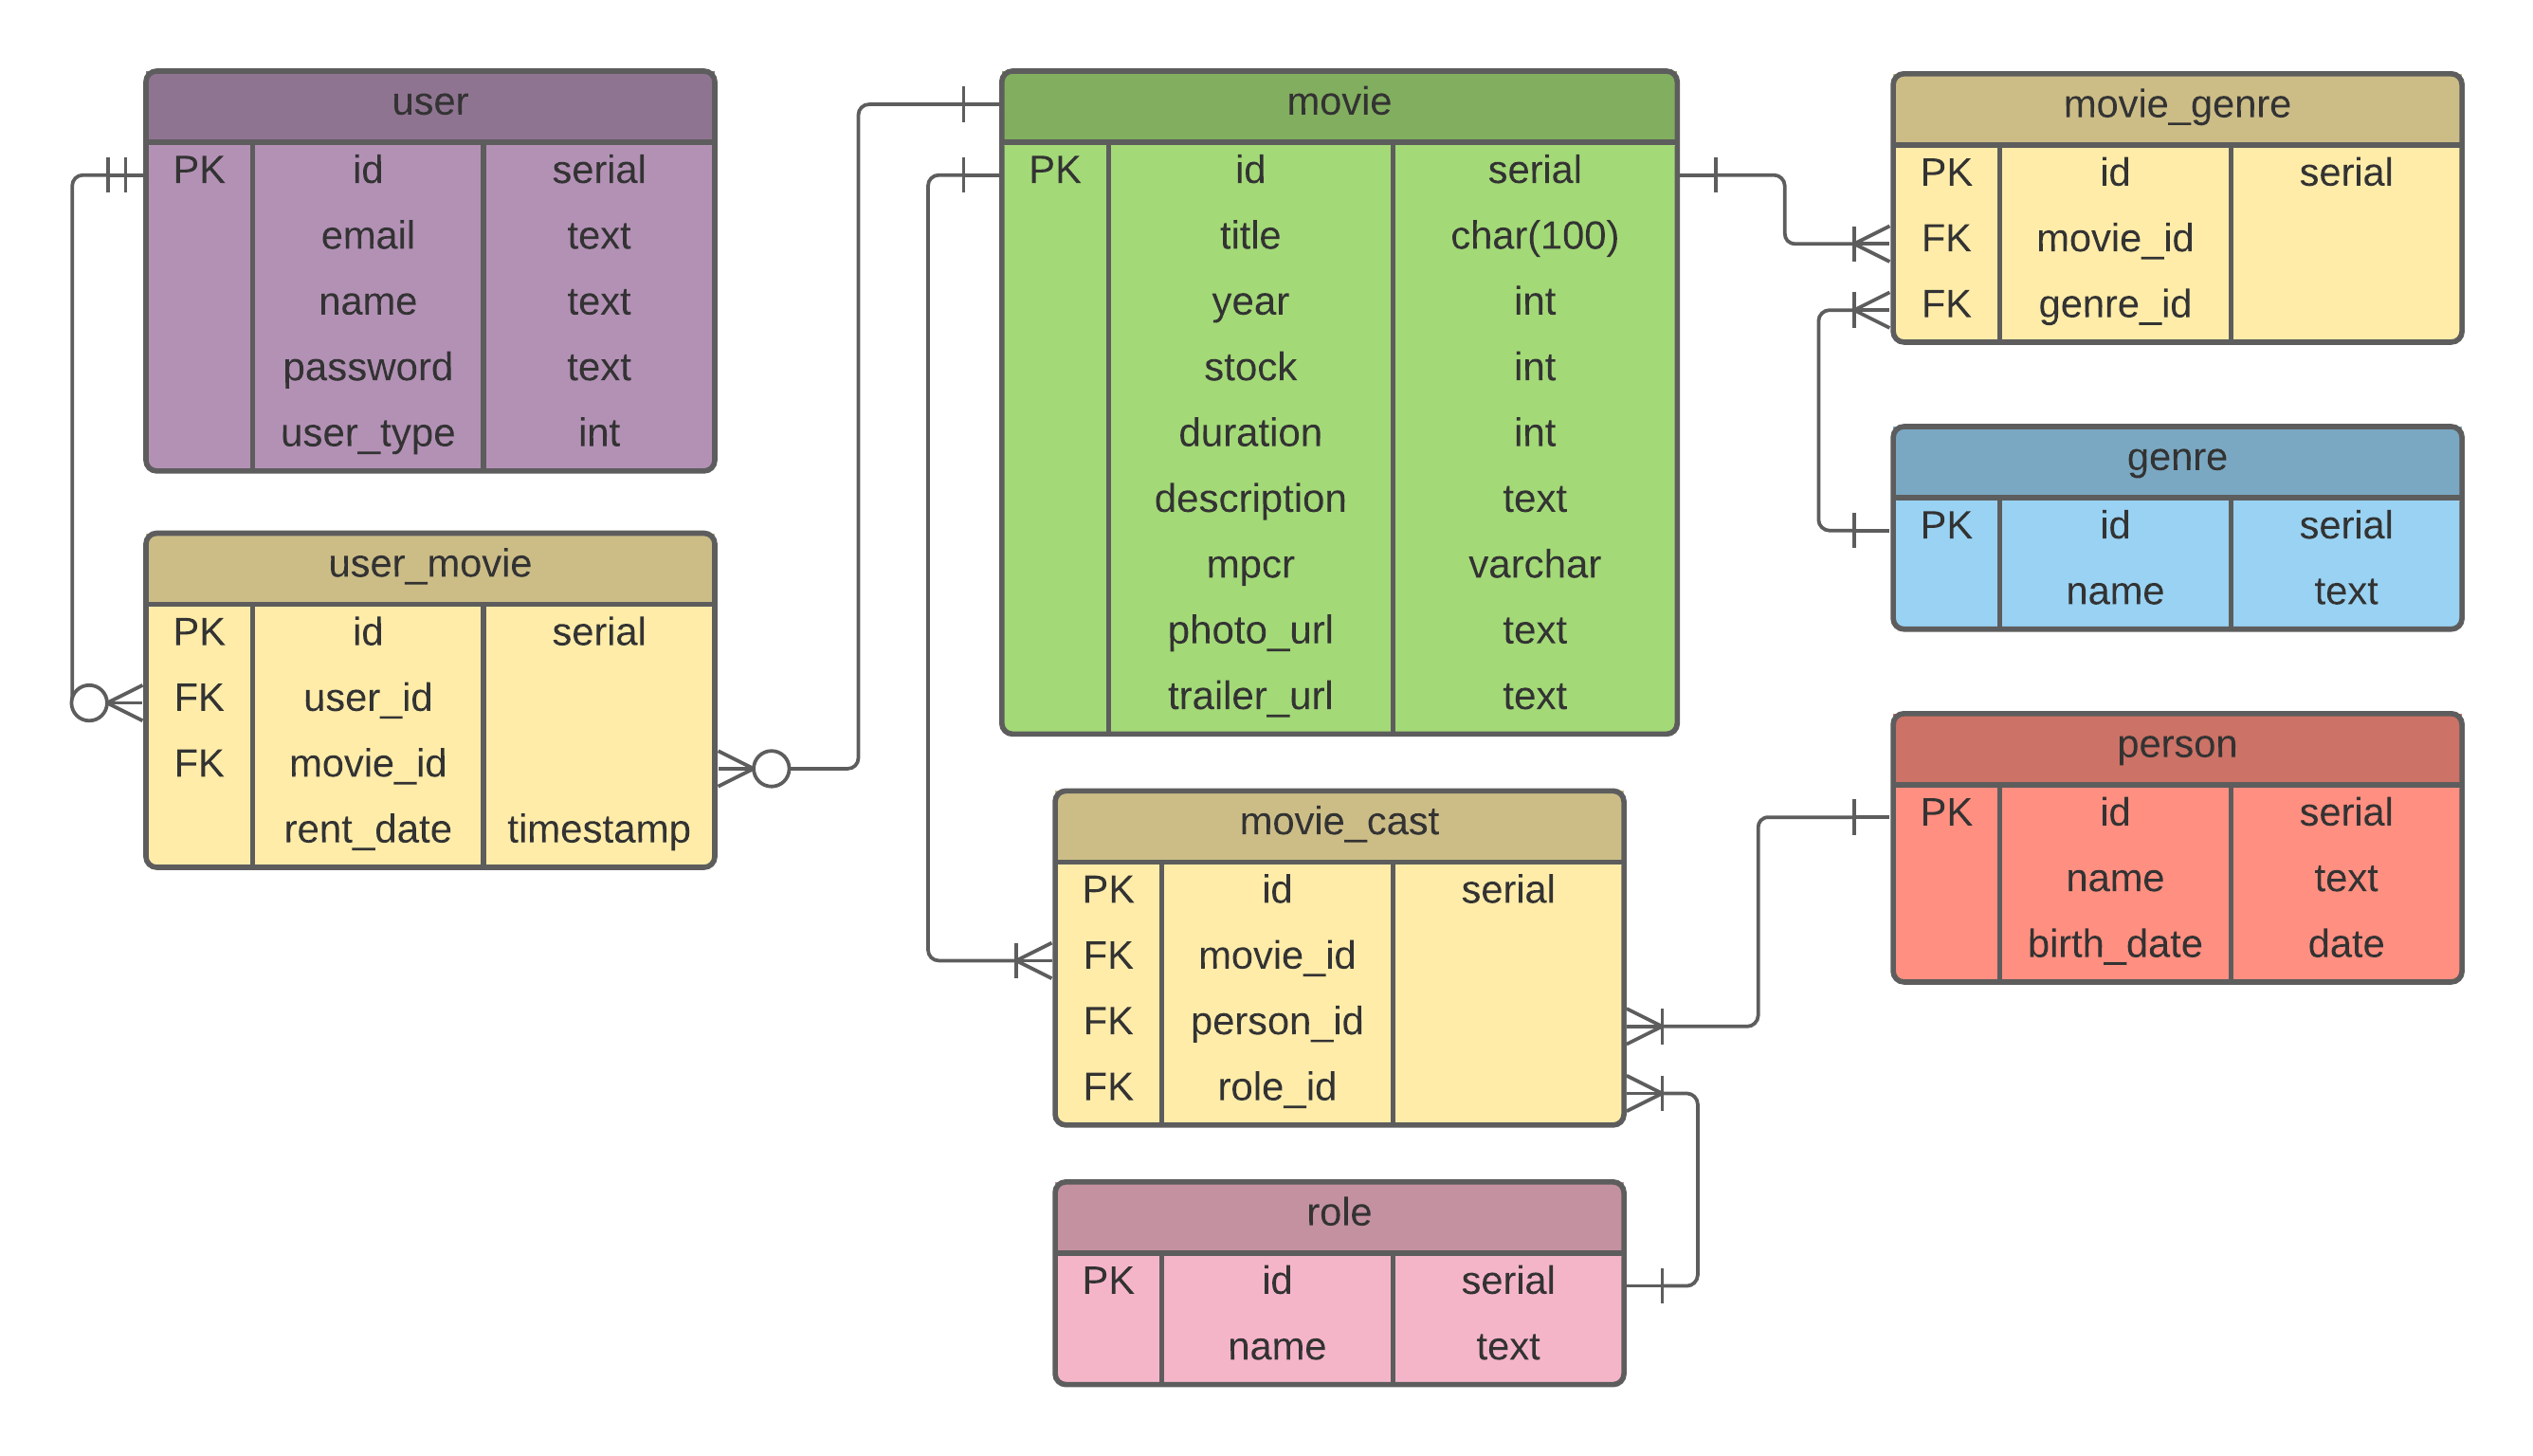 user
PK id serial
email text
name text
password text
user_type int
user_movie
PK id serial
FK user_id
FK movie_id
rent_date timestamp
movie
PK id serial
title char(100)
year int
stock int
duration int
description text
mpcr varchar
photo_url text
trailer_url text
movie_cast
PK id serial
FK movie_id
FK person_id
FK role_id
role
PK id serial
name text
movie_genre
PK id serial
FK movie_id
FK genre_id
genre
PK id serial
name text
person
PK id serial
name text
birth_date date